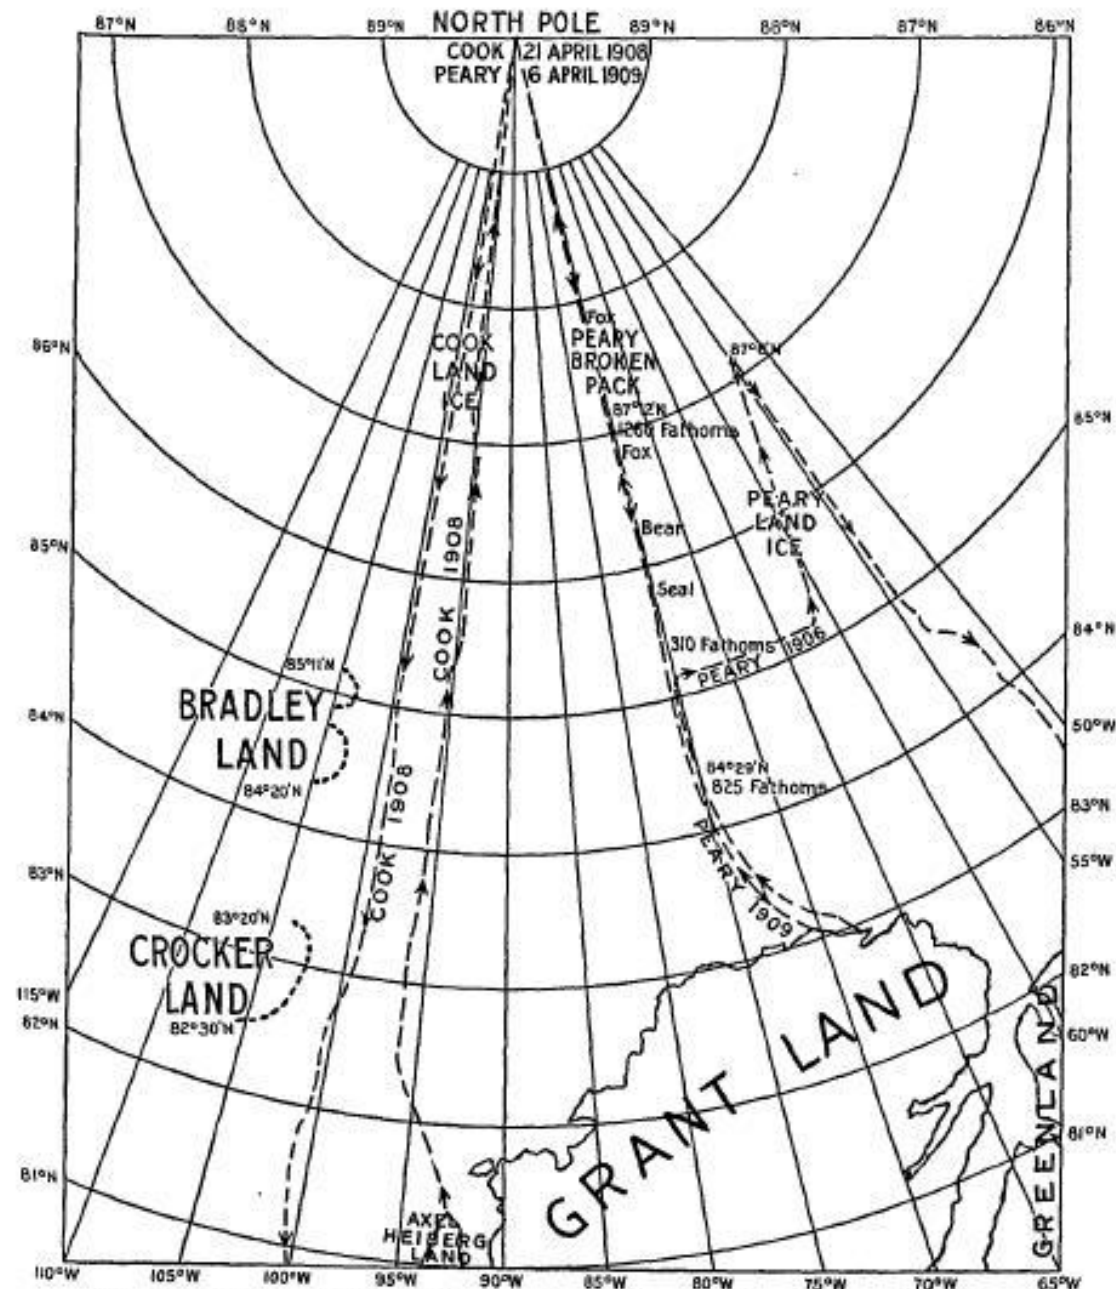 NORTH POLE
87°N 88°N 89°N 89°N 88°N 87°N 86°N
COOK 21 APRIL 1908
PEARY 6 APRIL 1909
Fox
86°N
COOK
LAND
ICE
PEARY
BROKEN
PACK
87°6'N
87°12'N
1266 Fathoms
Fox
85°N
PEARY
LAND
ICE
Bear
85°N
COOK 1908
Seal
84°N
310 Fathoms
PEARY 1906
85°11'N
BRADLEY
LAND
84°20'N
84°N
50°W
84°29'N
825 Fathoms
83°N
COOK 1908
PEARY 1909
55°W
83°N
83°20'N
CROCKER
LAND
82°30'N
82°N
115°W
82°N
60°W
GRANT LAND
GREENLAND
81°N
81°N
AXEL
HEIBERG
LAND
110°W 105°W 100°W 95°W 90°W 85°W 80°W 75°W 70°W 65°W